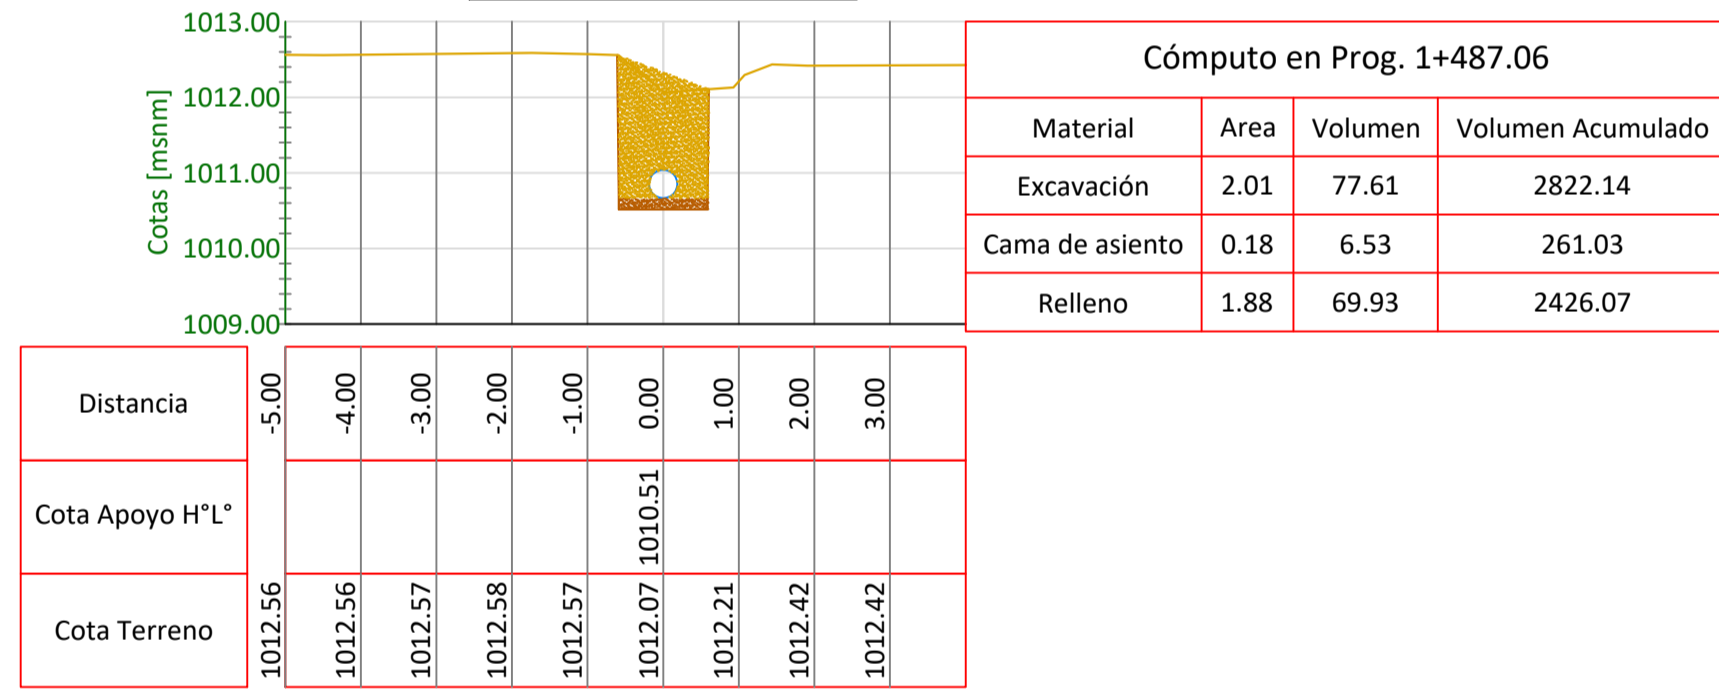 1013.00
1012.00
1011.00
1010.00
1009.00
Cotas [msnm]
Cómputo en Prog. 1+487.06
Material Area Volumen Volumen Acumulado
Excavación 2.01 77.61 2822.14
Cama de asiento 0.18 6.53 261.03
Relleno 1.88 69.93 2426.07
Distancia -5.00 -4.00 -3.00 -2.00 -1.00 0.00 1.00 2.00 3.00
Cota Apoyo H°L° 1010.51
Cota Terreno 1012.56 1012.56 1012.57 1012.58 1012.57 1012.07 1012.21 1012.42 1012.42